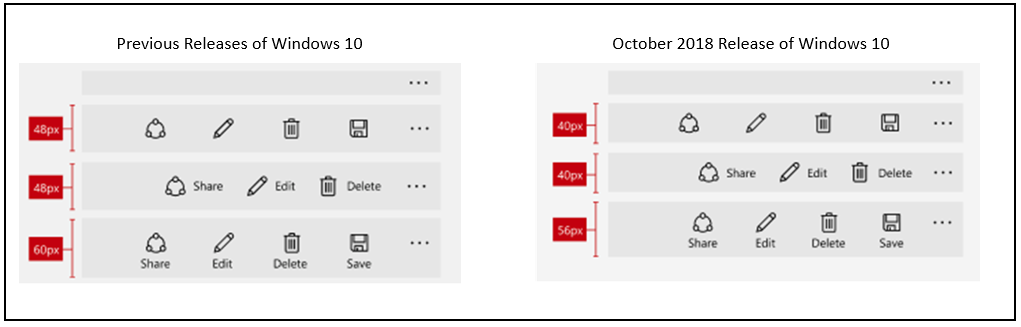 Previous Releases of Windows 10
...
48px
...
48px
Share Edit Delete ...
60px
...
Share Edit Delete Save
October 2018 Release of Windows 10
...
40px
...
40px
Share Edit Delete ...
56px
...
Share Edit Delete Save